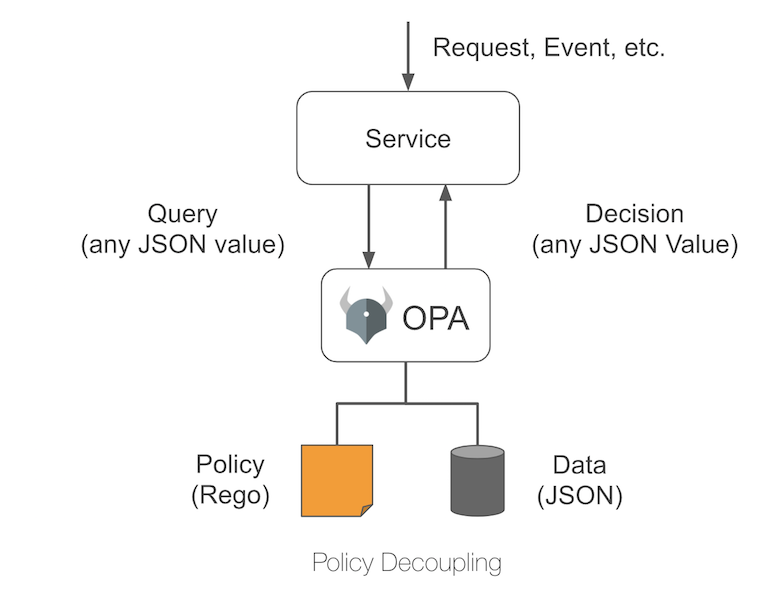 Request, Event, etc.
Service
Query
(any JSON value)
Decision
(any JSON Value)
OPA
Policy
(Rego)
Data
(JSON)
Policy Decoupling